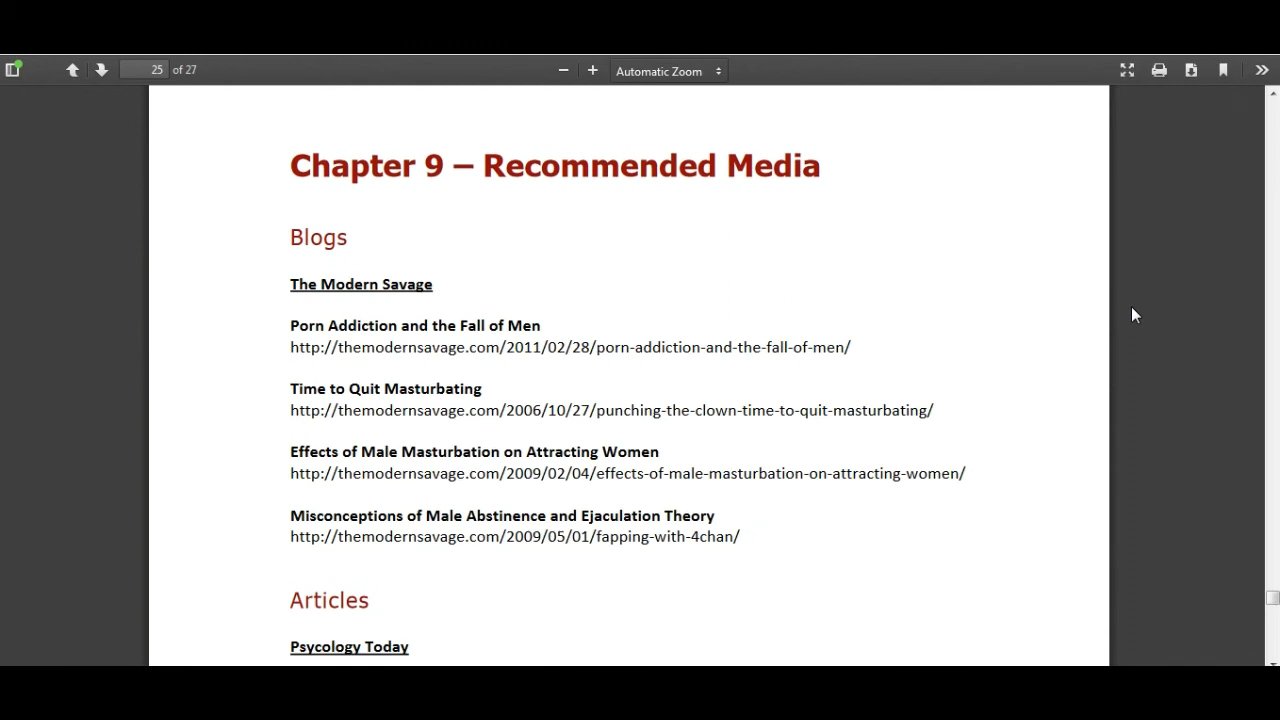 25 of 27
Automatic Zoom
Chapter 9 – Recommended Media
Blogs
The Modern Savage
Porn Addiction and the Fall of Men
http://themodernsavage.com/2011/02/28/porn-addiction-and-the-fall-of-men/
Time to Quit Masturbating
http://themodernsavage.com/2006/10/27/punching-the-clown-time-to-quit-masturbating/
Effects of Male Masturbation on Attracting Women
http://themodernsavage.com/2009/02/04/effects-of-male-masturbation-on-attracting-women/
Misconceptions of Male Abstinence and Ejaculation Theory
http://themodernsavage.com/2009/05/01/fapping-with-4chan/
Articles
Psycology Today